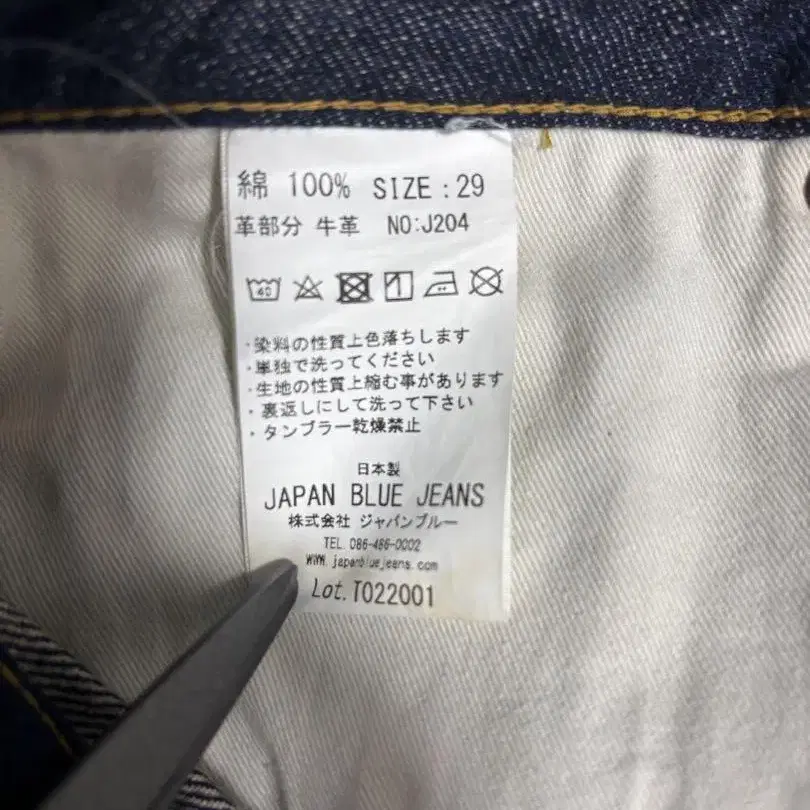 綿 100% SIZE : 29
革部分 牛革 NO:J204
40
・染料の性質上色落ちします
・単独で洗ってください
・生地の性質上縮む事があります
・裏返しにして洗って下さい
・タンブラー乾燥禁止
日本製
JAPAN BLUE JEANS
株式会社 ジャパンブルー
TEL. 086-486-0002
www.japanbluejeans.com
Lot.T022001